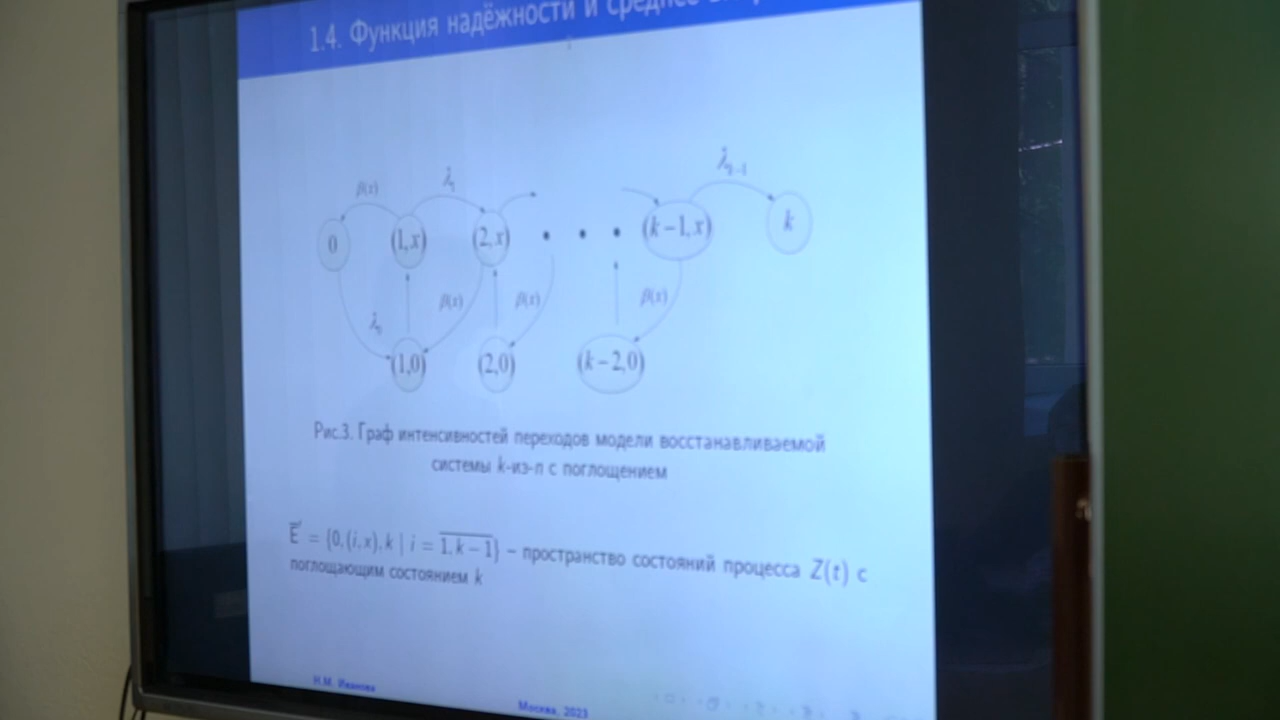 1.4. Функция надёжности и среднее
β(x) λ₁ λₖ₋₁
0 (1,x) (2,x) • • • (k−1,x) k
λ₀ β(x) β(x) β(x)
(1,0) (2,0) (k−2,0)
Рис.3. Граф интенсивностей переходов модели восстанавливаемой
системы k-из-n с поглощением
E̅′ = {0,(i,x),k | i = 1,k−1} – пространство состояний процесса Z(t) с
поглощающим состоянием k
Н.М. Иванова
Москва, 2023